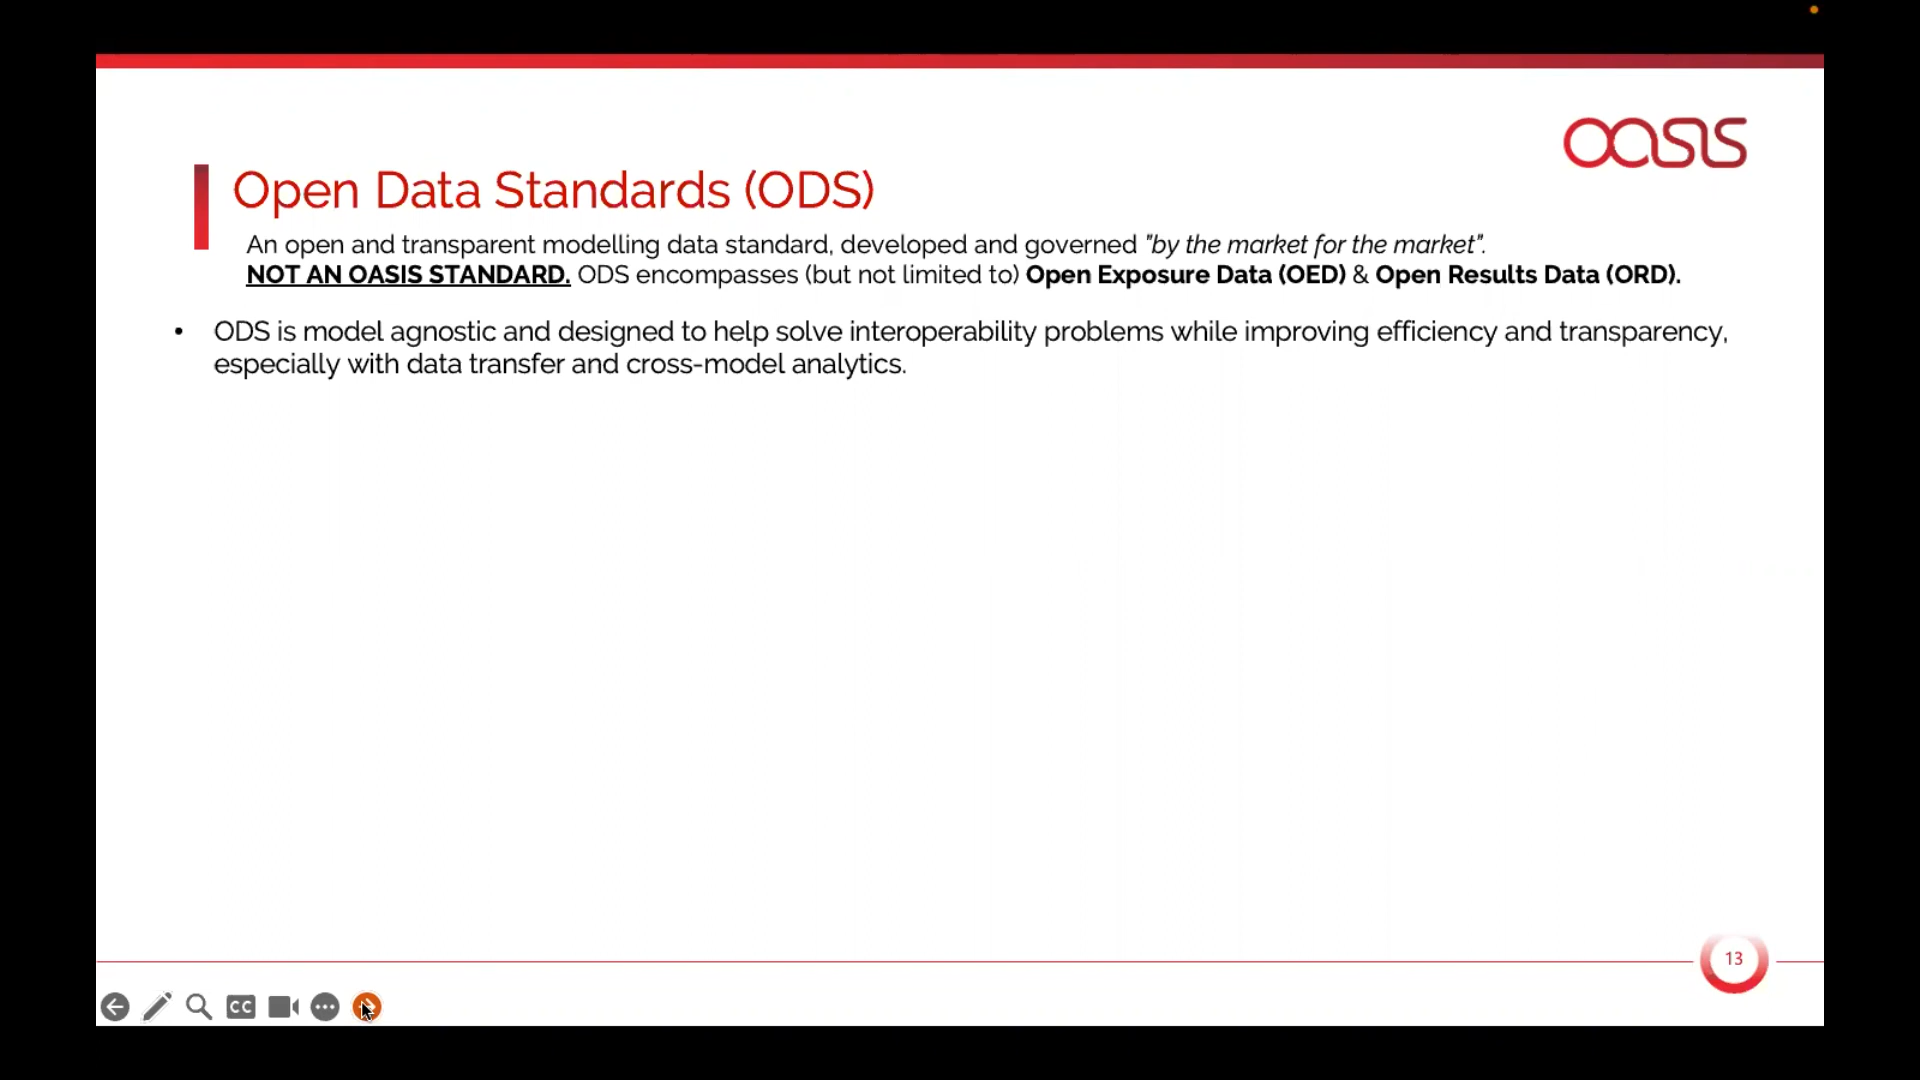 OASIS
Open Data Standards (ODS)
An open and transparent modelling data standard, developed and governed "by the market for the market".
NOT AN OASIS STANDARD. ODS encompasses (but not limited to) Open Exposure Data (OED) & Open Results Data (ORD).
• ODS is model agnostic and designed to help solve interoperability problems while improving efficiency and transparency,
especially with data transfer and cross-model analytics.
13
CC